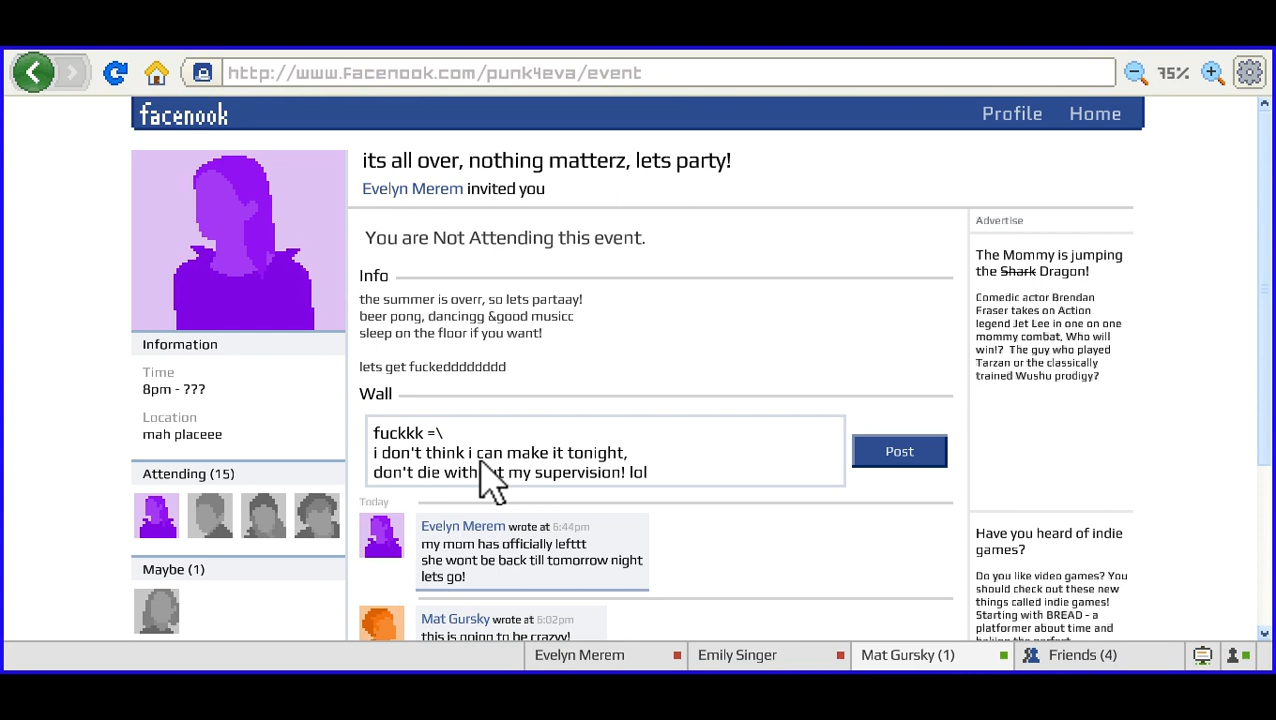 http://www.facenook.com/punk4eva/event
75%
facenook
Profile
Home
its all over, nothing matterz, lets party!
Evelyn Merem invited you
You are Not Attending this event.
Info
the summer is overr, so lets partaay!
beer pong, dancingg &good musicc
sleep on the floor if you want!
lets get fuckedddddddd
Wall
fuckkk =\
i don't think i can make it tonight,
don't die without my supervision! lol
Post
Today
Evelyn Merem wrote at 6:44pm
my mom has officially lefttt
she wont be back till tomorrow night
lets go!
Mat Gursky wrote at 6:02pm
this is going to be crazyy!
Information
Time
8pm - ???
Location
mah placeee
Attending (15)
Maybe (1)
Advertise
The Mommy is jumping
the Shark Dragon!
Comedic actor Brendan
Fraser takes on Action
legend Jet Lee in one on one
mommy combat, Who will
win!? The guy who played
Tarzan or the classically
trained Wushu prodigy?
Have you heard of indie
games?
Do you like video games? You
should check out these new
things called indie games!
Starting with BREAD - a
platformer about time and
baking the perfect
Evelyn Merem
Emily Singer
Mat Gursky (1)
Friends (4)